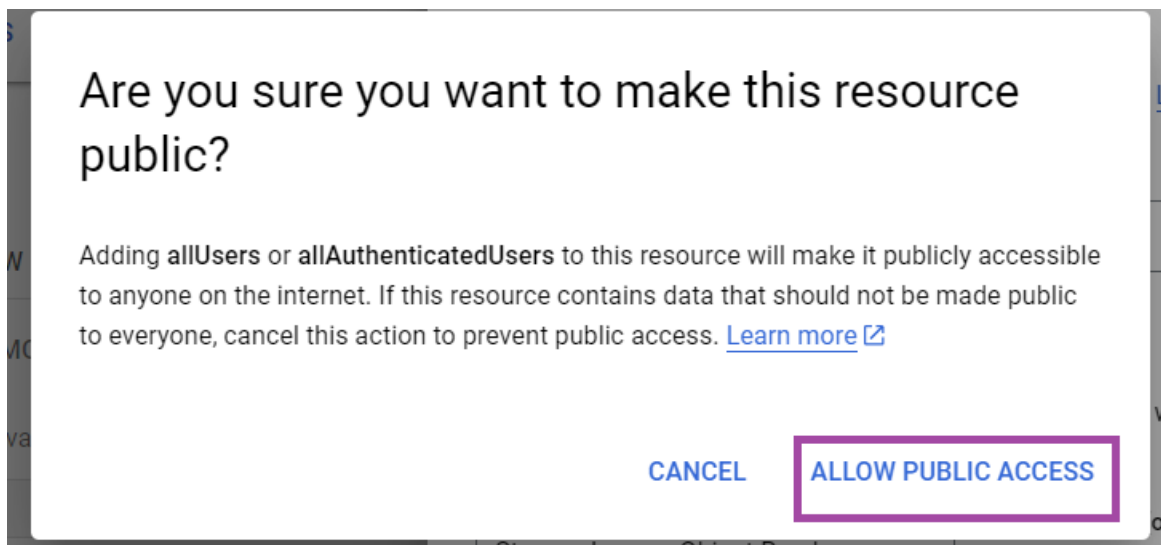 Are you sure you want to make this resource
public?
Adding allUsers or allAuthenticatedUsers to this resource will make it publicly accessible
to anyone on the internet. If this resource contains data that should not be made public
to everyone, cancel this action to prevent public access. Learn more
CANCEL ALLOW PUBLIC ACCESS